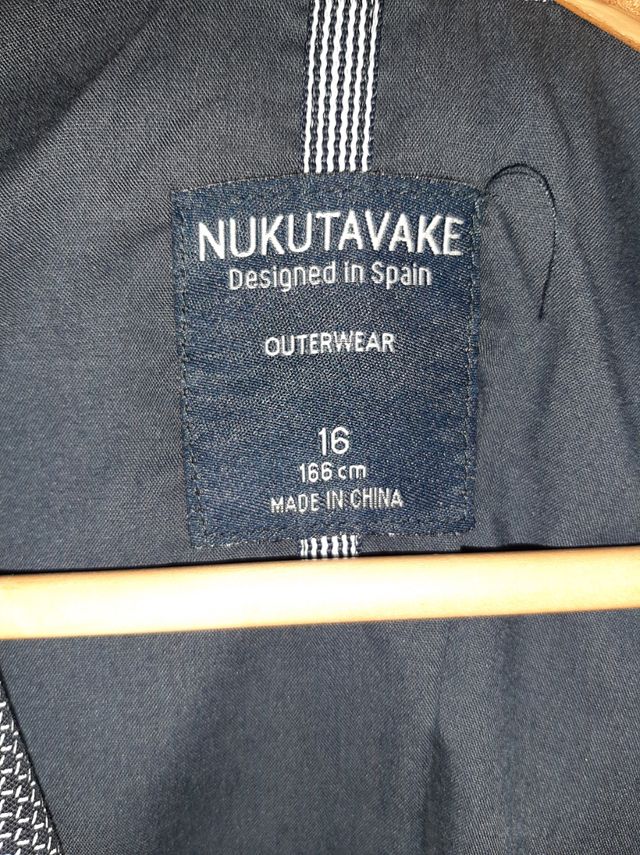 NUKUTAVAKE
Designed in Spain
OUTERWEAR
16
166 cm
MADE IN CHINA